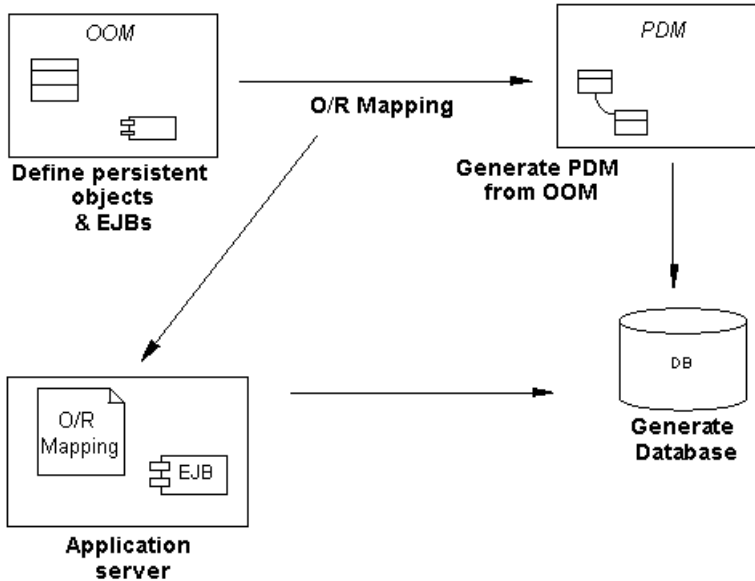 OOM
PDM
O/R Mapping
Define persistent
objects
& EJBs
Generate PDM
from OOM
DB
O/R
Mapping
EJB
Generate
Database
Application
server